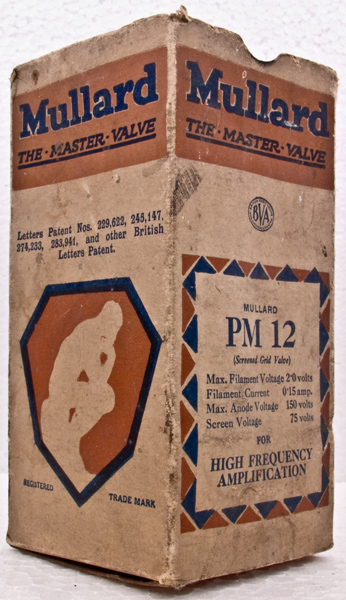 Mullard
THE · MASTER · VALVE
Letters Patent Nos. 229,622, 245,147,
274,233, 283,941, and other British
Letters Patent.
REGISTERED
TRADE MARK
Mullard
THE · MASTER · VALVE
BVA
MULLARD
PM 12
(Screened Grid Valve)
Max. Filament Voltage 2·0 volts
Filament Current 0·15 amp.
Max. Anode Voltage 150 volts
Screen Voltage 75 volts
FOR
HIGH FREQUENCY
AMPLIFICATION